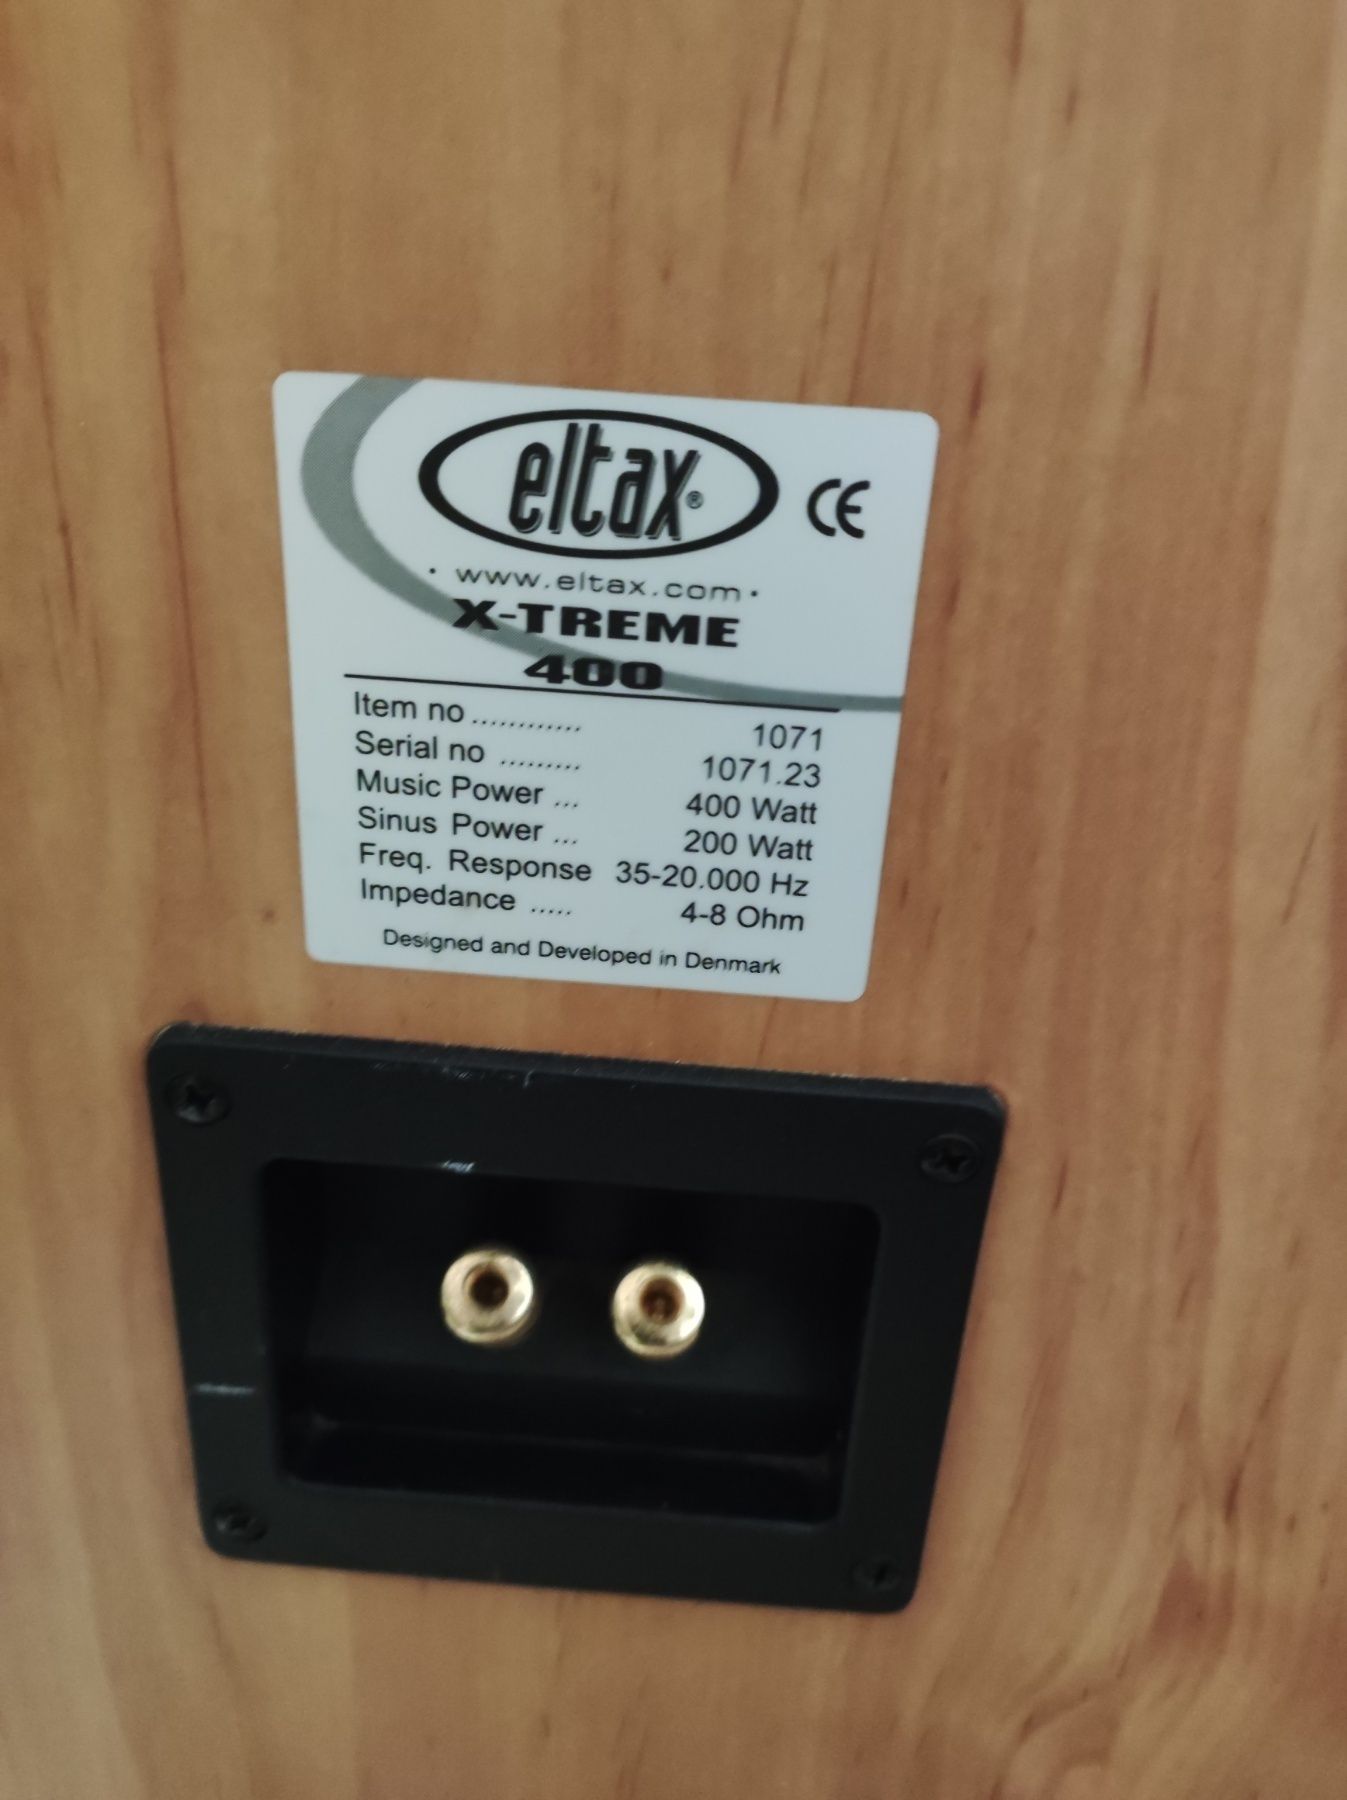 eltax®
CE
· www.eltax.com ·
X-TREME
400
Item no ............ 1071
Serial no ......... 1071.23
Music Power ... 400 Watt
Sinus Power ... 200 Watt
Freq. Response 35-20.000 Hz
Impedance ..... 4-8 Ohm
Designed and Developed in Denmark